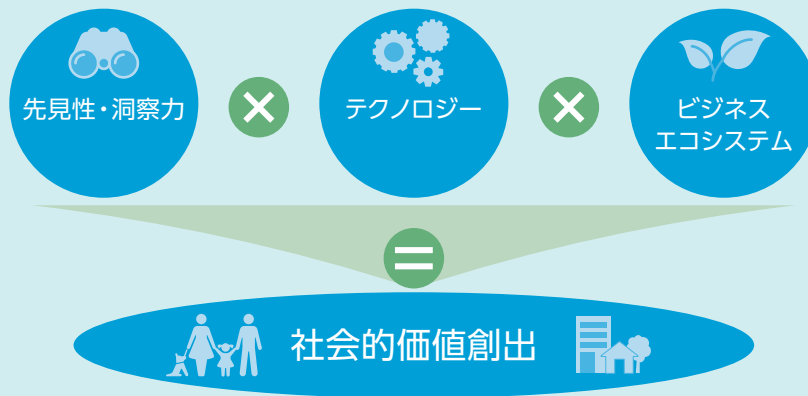 先見性・洞察力
×
テクノロジー
×
ビジネス
エコシステム
=
社会的価値創出